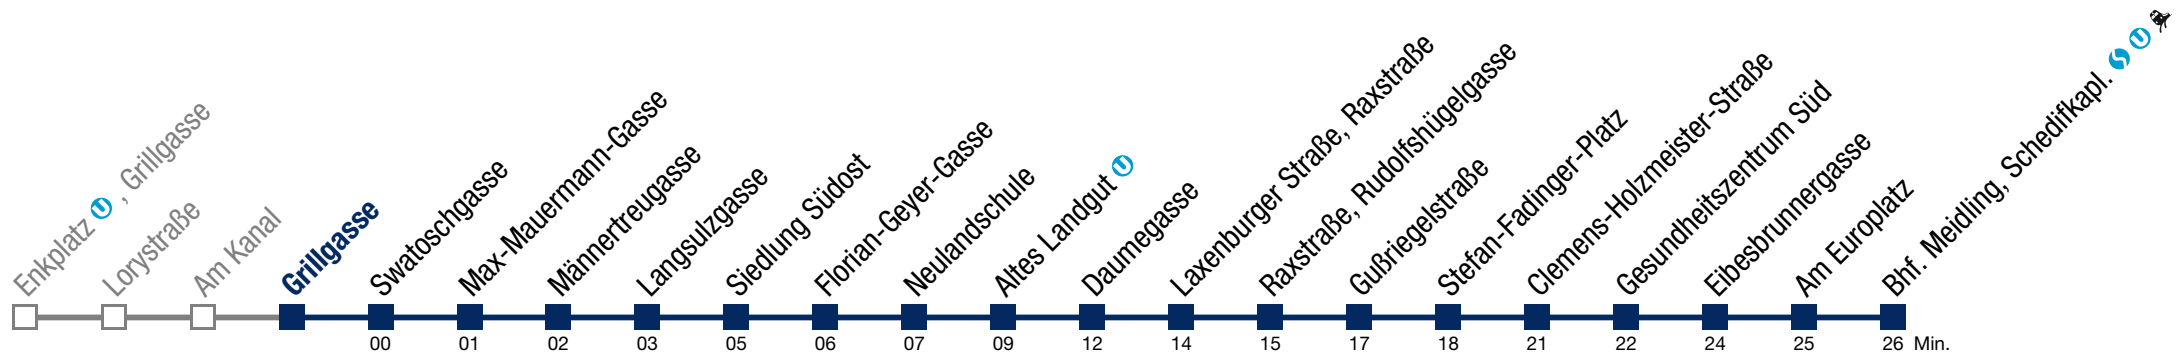 Enkplatz U , Grillgasse
Lorystraße
Am Kanal
Grillgasse
Swatoschgasse
Max-Mauermann-Gasse
Männertreugasse
Langsulzgasse
Siedlung Südost
Florian-Geyer-Gasse
Neulandschule
Altes Landgut U
Daumegasse
Laxenburger Straße, Raxstraße
Raxstraße, Rudolfshügelgasse
Gußriegelstraße
Stefan-Fadinger-Platz
Clemens-Holzmeister-Straße
Gesundheitszentrum Süd
Eibesbrunnergasse
Am Europlatz
Bhf. Meidling, Schedifkapl. S U
00 01 02 03 05 06 07 09 12 14 15 17 18 21 22 24 25 26 Min.